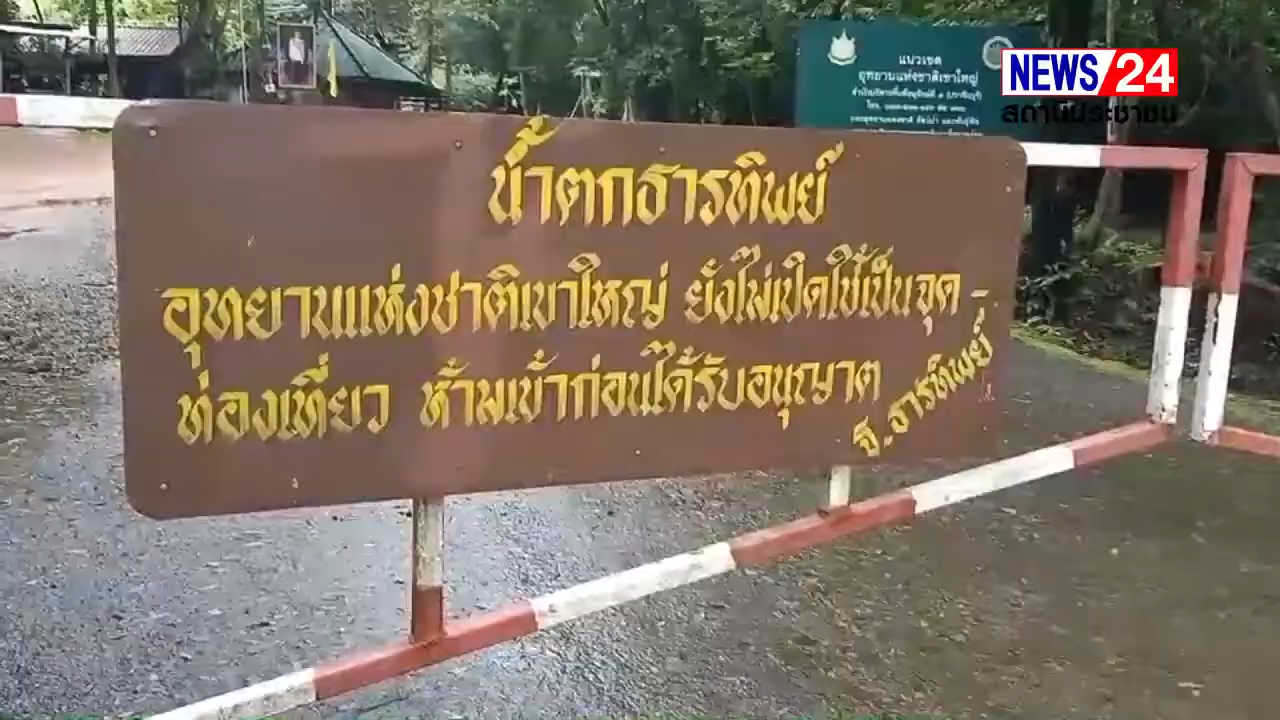 NEWS/24
สถานีประชาชน
แนวเขต
อุทยานแห่งชาติเขาใหญ่
น้ำตกธารทิพย์
อุทยานแห่งชาติเขาใหญ่ ยังไม่เปิดใช้เป็นจุด-
ท่องเที่ยว ห้ามเข้าก่อนได้รับอนุญาต
ธารทิพย์